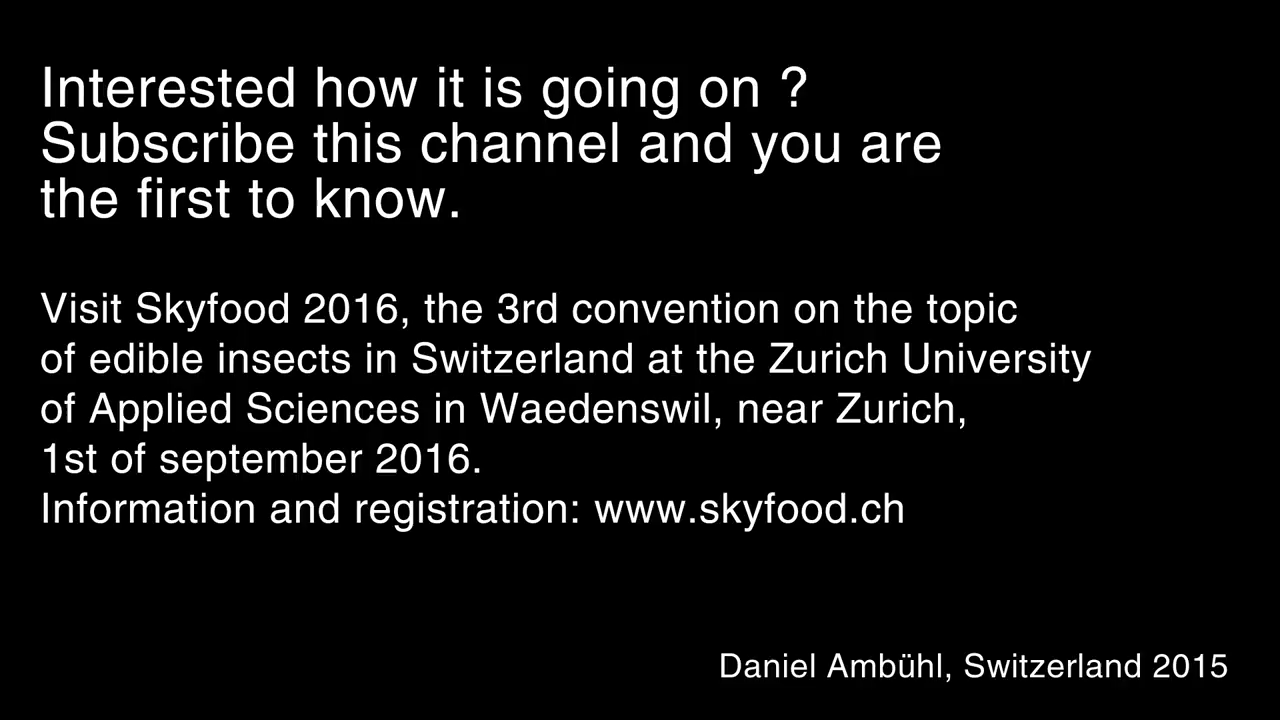 Interested how it is going on ?
Subscribe this channel and you are
the first to know.
Visit Skyfood 2016, the 3rd convention on the topic
of edible insects in Switzerland at the Zurich University
of Applied Sciences in Waedenswil, near Zurich,
1st of september 2016.
Information and registration: www.skyfood.ch
Daniel Ambühl, Switzerland 2015